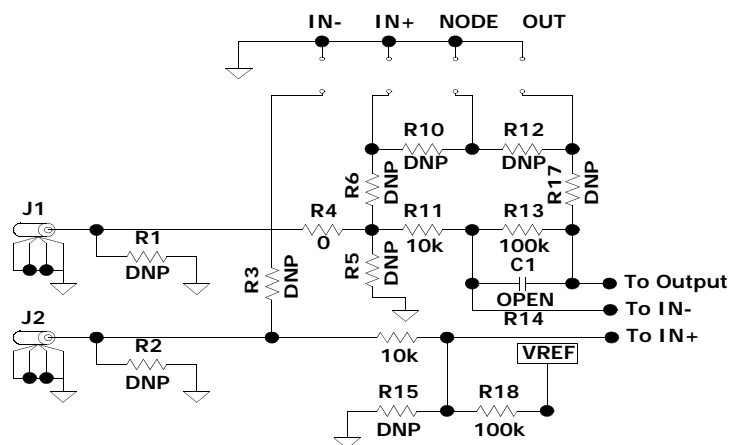 IN- IN+ NODE OUT
R10 R12
DNP DNP
R6 DNP
R17 DNP
J1
R4 R11 R13
0 10k 100k
R1
DNP
R3 DNP
R5 DNP
C1
OPEN
To Output
To IN-
R14
To IN+
J2
R2
DNP
10k
VREF
R15 R18
DNP 100k